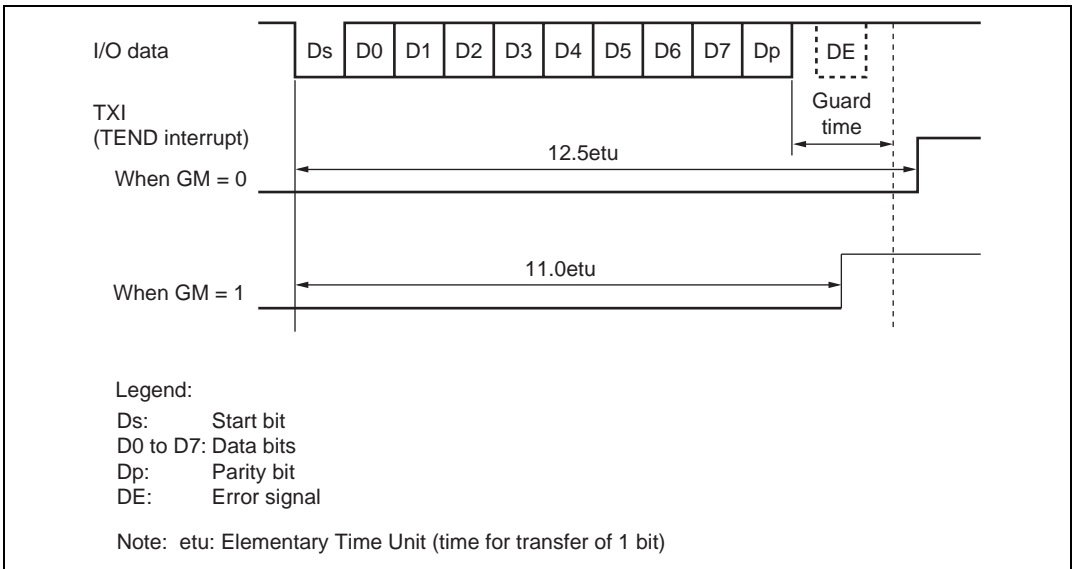 I/O data
Ds D0 D1 D2 D3 D4 D5 D6 D7 Dp DE
Guard
time
TXI
(TEND interrupt)
12.5etu
When GM = 0
11.0etu
When GM = 1
Legend:
Ds: Start bit
D0 to D7: Data bits
Dp: Parity bit
DE: Error signal
Note: etu: Elementary Time Unit (time for transfer of 1 bit)